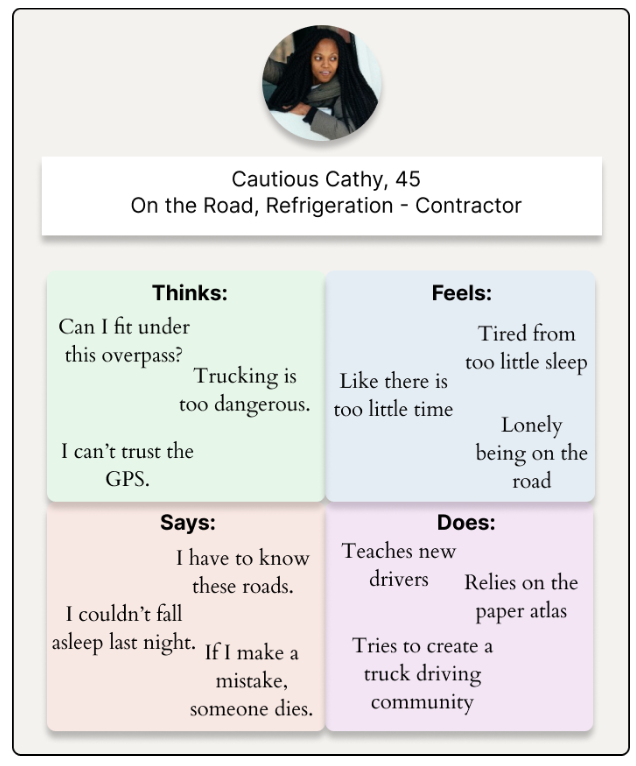 Cautious Cathy, 45
On the Road, Refrigeration - Contractor
Thinks:
Can I fit under
this overpass?
Trucking is
too dangerous.
I can’t trust the
GPS.
Feels:
Tired from
too little sleep
Like there is
too little time
Lonely
being on the
road
Says:
I have to know
these roads.
I couldn’t fall
asleep last night.
If I make a
mistake,
someone dies.
Does:
Teaches new
drivers
Relies on the
paper atlas
Tries to create a
truck driving
community